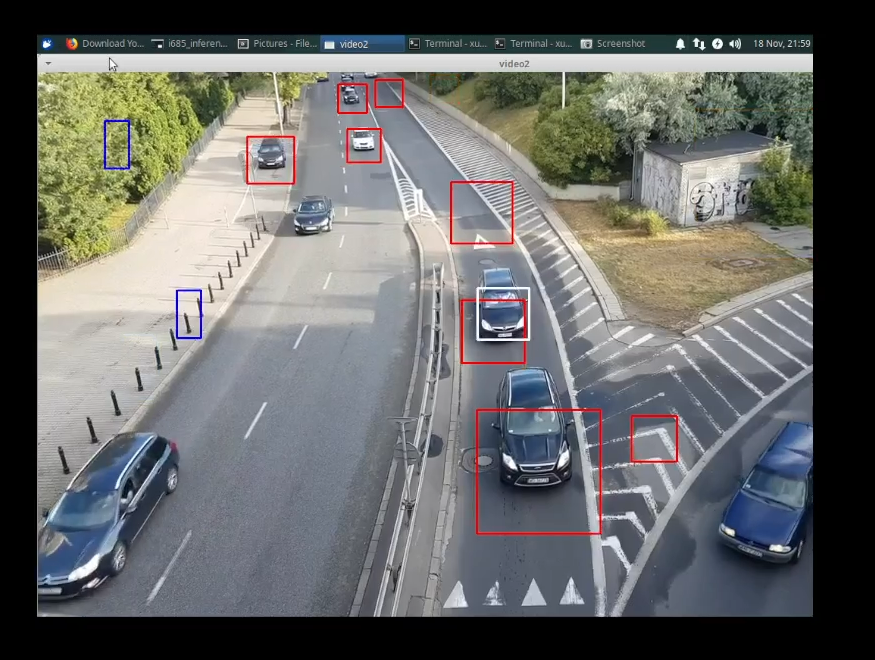 Download Yo...
i685_inferen...
Pictures - File...
video2
Terminal - xu...
Terminal - xu...
Screenshot
18 Nov, 21:59
video2